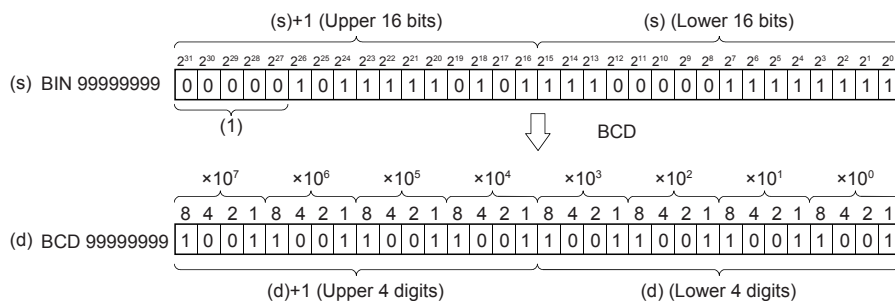 (s)+1 (Upper 16 bits) (s) (Lower 16 bits)
2³¹ 2³⁰ 2²⁹ 2²⁸ 2²⁷ 2²⁶ 2²⁵ 2²⁴ 2²³ 2²² 2²¹ 2²⁰ 2¹⁹ 2¹⁸ 2¹⁷ 2¹⁶ 2¹⁵ 2¹⁴ 2¹³ 2¹² 2¹¹ 2¹⁰ 2⁹ 2⁸ 2⁷ 2⁶ 2⁵ 2⁴ 2³ 2² 2¹ 2⁰
(s) BIN 99999999 0 0 0 0 0 1 0 1 1 1 1 1 0 1 0 1 1 1 1 0 0 0 0 0 1 1 1 1 1 1 1 1
(1)
BCD
×10⁷ ×10⁶ ×10⁵ ×10⁴ ×10³ ×10² ×10¹ ×10⁰
8 4 2 1 8 4 2 1 8 4 2 1 8 4 2 1 8 4 2 1 8 4 2 1 8 4 2 1 8 4 2 1
(d) BCD 99999999 1 0 0 1 1 0 0 1 1 0 0 1 1 0 0 1 1 0 0 1 1 0 0 1 1 0 0 1 1 0 0 1
(d)+1 (Upper 4 digits) (d) (Lower 4 digits)